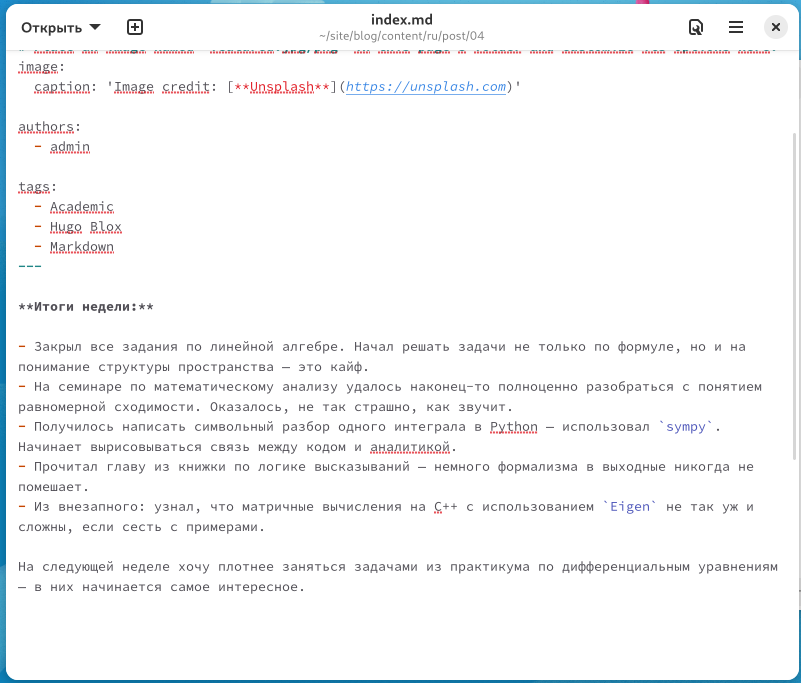 Открыть
index.md
~/site/blog/content/ru/post/04
image:
caption: 'Image credit: [**Unsplash**](https://unsplash.com)'
authors:
- admin
tags:
- Academic
- Hugo Blox
- Markdown
---
**Итоги недели:**
- Закрыл все задания по линейной алгебре. Начал решать задачи не только по формуле, но и на
понимание структуры пространства — это кайф.
- На семинаре по математическому анализу удалось наконец-то полноценно разобраться с понятием
равномерной сходимости. Оказалось, не так страшно, как звучит.
- Получилось написать символьный разбор одного интеграла в Python — использовал `sympy`.
Начинает вырисовываться связь между кодом и аналитикой.
- Прочитал главу из книжки по логике высказываний — немного формализма в выходные никогда не
помешает.
- Из внезапного: узнал, что матричные вычисления на C++ с использованием `Eigen` не так уж и
сложны, если сесть с примерами.
На следующей неделе хочу плотнее заняться задачами из практикума по дифференциальным уравнениям
— в них начинается самое интересное.